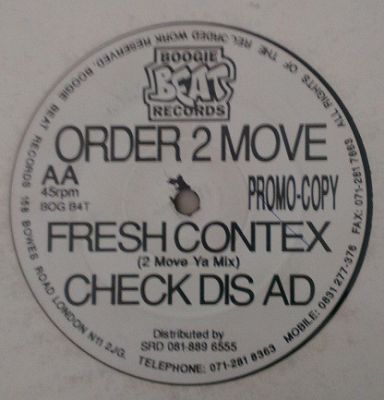 BOOGIE
BEAT
RECORDS
ORDER 2 MOVE
AA
45rpm
BOG B4T
PROMO-COPY
FRESH CONTEX
(2 Move Ya Mix)
CHECK DIS AD
Distributed by
SRD 081-889 6555
ALL RIGHTS OF THE RECORDED WORK RESERVED. BOOGIE BEAT RECORDS 158 BOWES ROAD LONDON N11 2JG. TELEPHONE: 071-281 8363 MOBILE: 0831 277-376 FAX: 071-281 7663